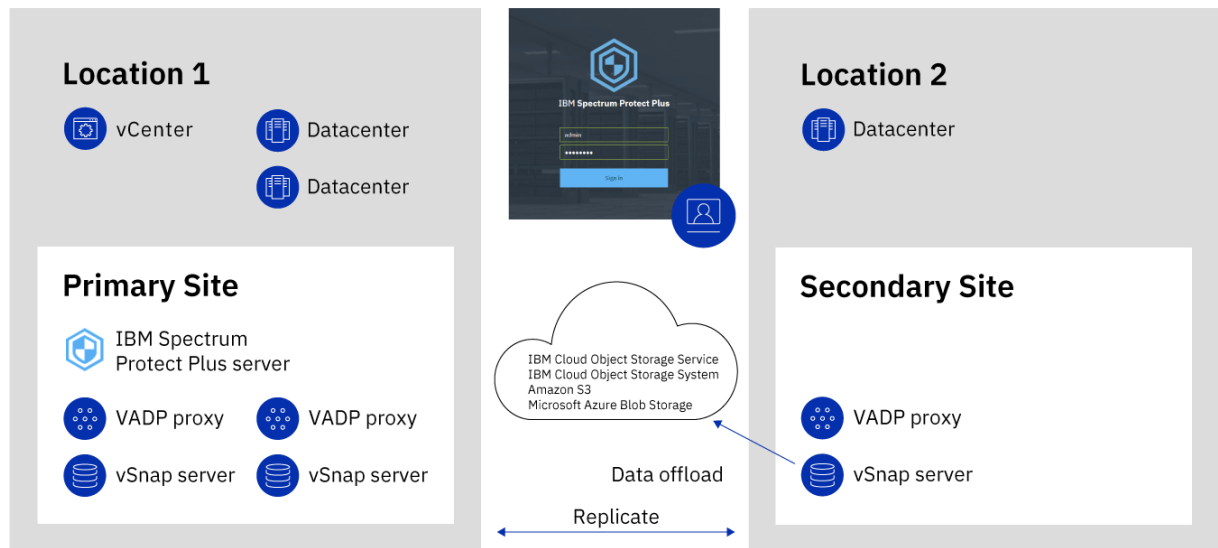 Location 1
vCenter
Datacenter
Datacenter
Primary Site
IBM Spectrum
Protect Plus server
VADP proxy
VADP proxy
vSnap server
vSnap server
IBM Spectrum Protect Plus
admin
••••••••
Sign in
IBM Cloud Object Storage Service
IBM Cloud Object Storage System
Amazon S3
Microsoft Azure Blob Storage
Data offload
Replicate
Location 2
Datacenter
Secondary Site
VADP proxy
vSnap server